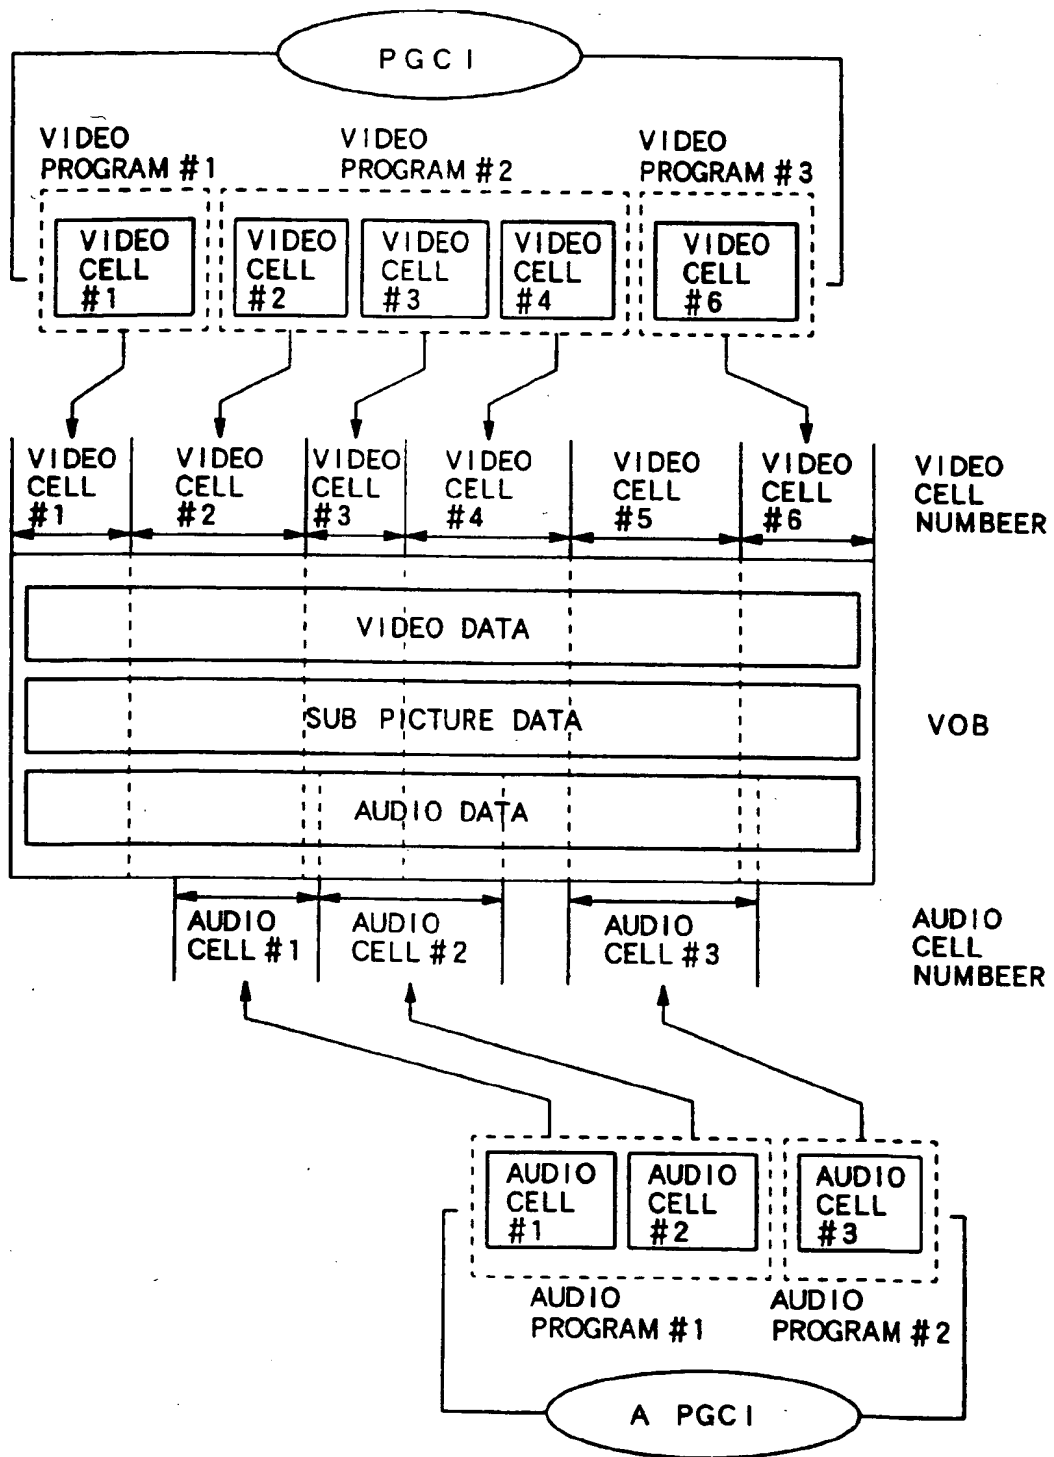 PGCI
VIDEO
PROGRAM #1
VIDEO
PROGRAM #2
VIDEO
PROGRAM #3
VIDEO
CELL
#1
VIDEO
CELL
#2
VIDEO
CELL
#3
VIDEO
CELL
#4
VIDEO
CELL
#6
VIDEO
CELL
#1
VIDEO
CELL
#2
VIDEO
CELL
#3
VIDEO
CELL
#4
VIDEO
CELL
#5
VIDEO
CELL
#6
VIDEO
CELL
NUMBEER
VIDEO DATA
SUB PICTURE DATA
VOB
AUDIO DATA
AUDIO
CELL #1
AUDIO
CELL #2
AUDIO
CELL #3
AUDIO
CELL
NUMBEER
AUDIO
CELL
#1
AUDIO
CELL
#2
AUDIO
CELL
#3
AUDIO
PROGRAM #1
AUDIO
PROGRAM #2
A PGCI